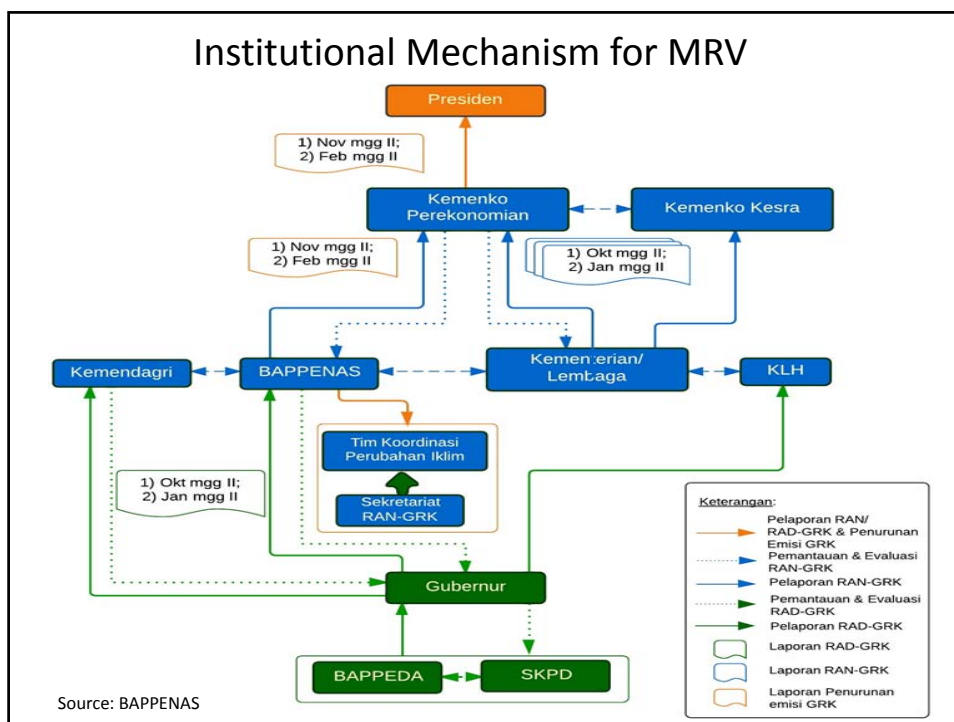 Institutional Mechanism for MRV
Presiden
1) Nov mgg II;
2) Feb mgg II
Kemenko
Perekonomian
Kemenko Kesra
1) Nov mgg II;
2) Feb mgg II
1) Okt mgg II;
2) Jan mgg II
Kemendagri
BAPPENAS
Kementerian/
Lembaga
KLH
Tim Koordinasi
Perubahan Iklim
Sekretariat
RAN-GRK
1) Okt mgg II;
2) Jan mgg II
Gubernur
BAPPEDA
SKPD
Keterangan:
Pelaporan RAN/
RAD-GRK & Penurunan
Emisi GRK
Pemantauan & Evaluasi
RAN-GRK
Pelaporan RAN-GRK
Pemantauan & Evaluasi
RAD-GRK
Pelaporan RAD-GRK
Laporan RAD-GRK
Laporan RAN-GRK
Laporan Penurunan
emisi GRK
Source: BAPPENAS